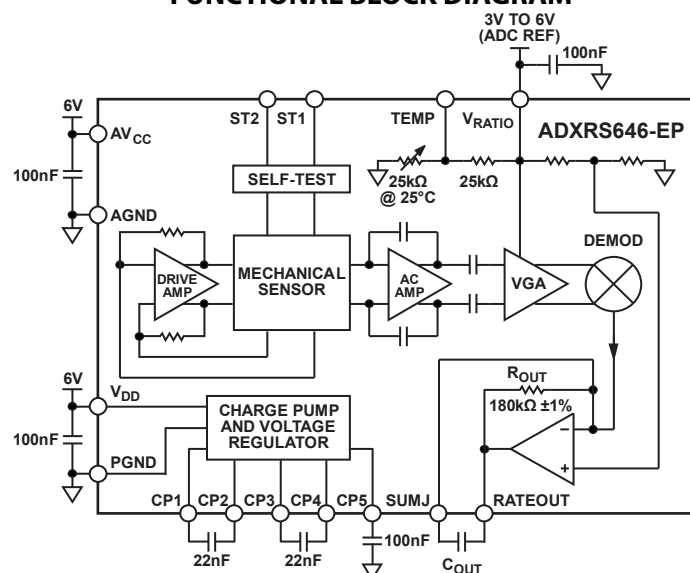 FUNCTIONAL BLOCK DIAGRAM
3V TO 6V
(ADC REF)
100nF
6V
ST2 ST1
TEMP
VRATIO
ADXRS646-EP
AVCC
100nF
25kΩ
@ 25°C
25kΩ
SELF-TEST
AGND
DEMOD
DRIVE
AMP
MECHANICAL
SENSOR
AC
AMP
VGA
6V
VDD
ROUT
180kΩ ±1%
CHARGE PUMP
AND VOLTAGE
REGULATOR
100nF
–
+
PGND
CP1 CP2 CP3 CP4 CP5 SUMJ RATEOUT
22nF
22nF
100nF
COUT